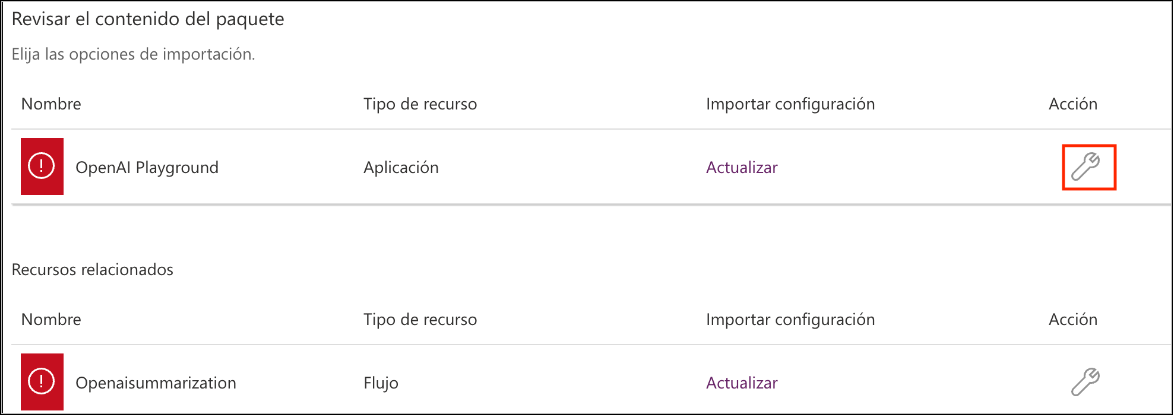 Revisar el contenido del paquete
Elija las opciones de importación.
Nombre Tipo de recurso Importar configuración Acción
OpenAI Playground Aplicación Actualizar
Recursos relacionados
Nombre Tipo de recurso Importar configuración Acción
Openaisummarization Flujo Actualizar